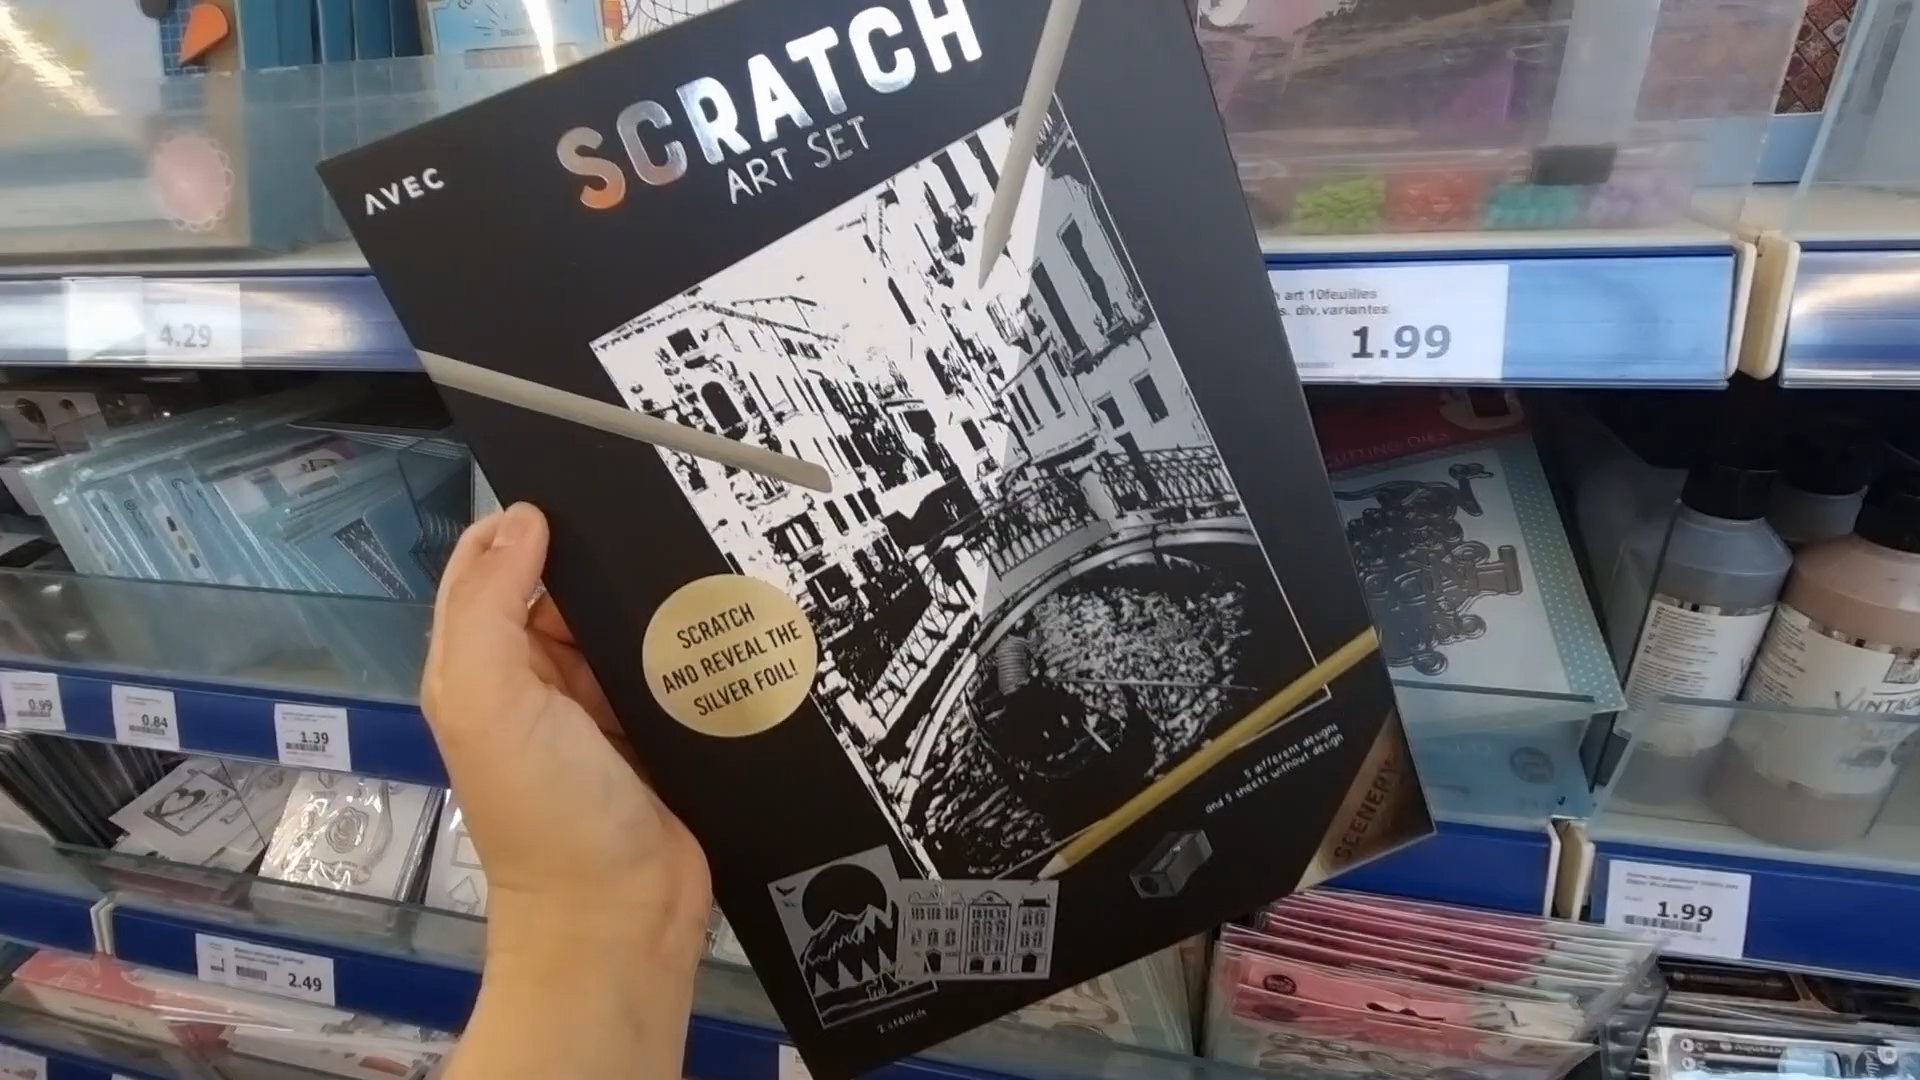 SCRATCH
ART SET
AVEC
SCRATCH
AND REVEAL THE
SILVER FOIL!
5 different designs
and 5 sheets without design
SCENERY
2 stencils
4.29
art 10feuilles
s. div.variantes
1.99
CUTTING DIES
0.99
0.84
1.39
2.49
1.99